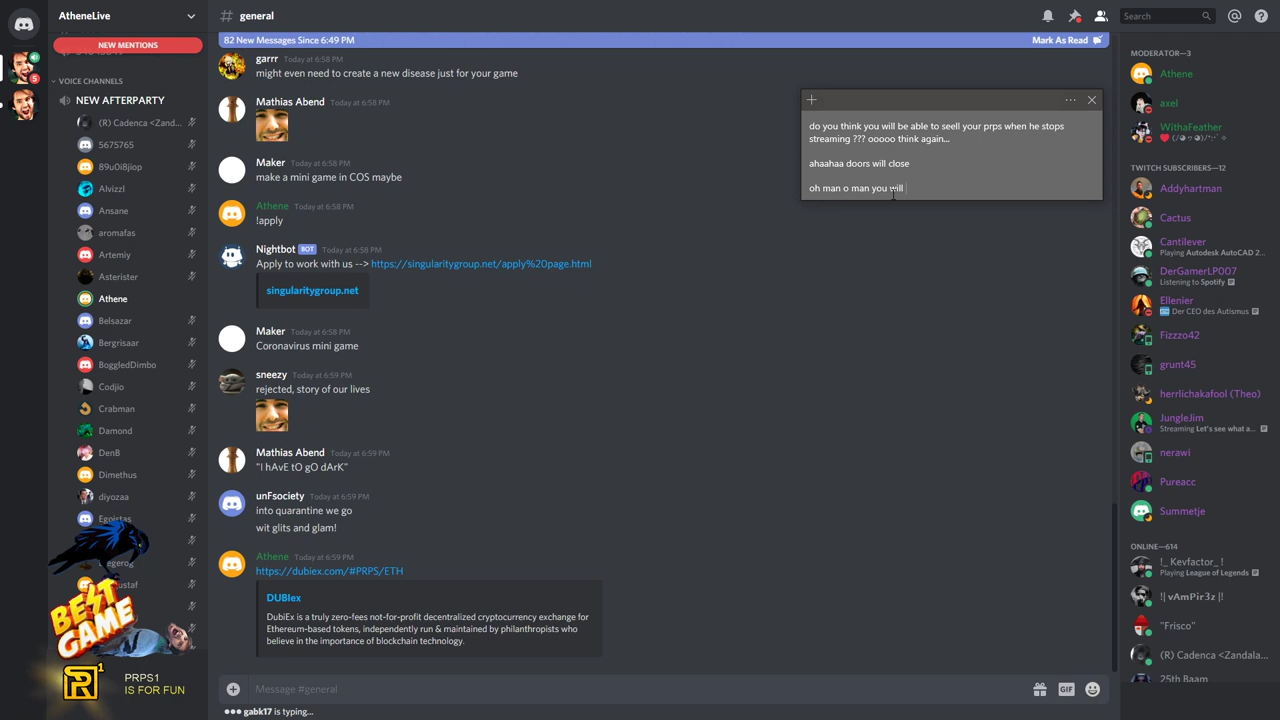 AtheneLive
# general
Search
NEW MENTIONS
VOICE CHANNELS
NEW AFTERPARTY
(R) Cadenca <Zand...
5675765
89u0i8jiop
Alvizzl
Ansane
aromafas
Artemiy
Asterister
Athene
Belsazar
Bergrisaar
BoggledDimbo
Codjio
Crabman
Damond
DenB
Dimethus
diyozaa
Egoistas
BEST
GAME
PRPS1
IS FOR FUN
82 New Messages Since 6:49 PM
Mark As Read
garrr Today at 6:58 PM
might even need to create a new disease just for your game
Mathias Abend Today at 6:58 PM
Maker Today at 6:58 PM
make a mini game in COS maybe
Athene Today at 6:58 PM
!apply
Nightbot BOT Today at 6:58 PM
Apply to work with us --> https://singularitygroup.net/apply%20page.html
singularitygroup.net
Maker Today at 6:58 PM
Coronavirus mini game
sneezy Today at 6:59 PM
rejected, story of our lives
Mathias Abend Today at 6:59 PM
"I hAvE tO gO dArK"
unFsociety Today at 6:59 PM
into quarantine we go
wit glits and glam!
Athene Today at 6:59 PM
https://dubiex.com/#PRPS/ETH
DUBIex
DubiEx is a truly zero-fees not-for-profit decentralized cryptocurrency exchange for
Ethereum-based tokens, independently run & maintained by philanthropists who
believe in the importance of blockchain technology.
Message #general
GIF
gabk17 is typing...
do you think you will be able to seell your prps when he stops
streaming ??? ooooo think again...
ahaahaa doors will close
oh man o man you will
MODERATOR—3
Athene
axel
WithaFeather
TWITCH SUBSCRIBERS—12
Addyhartman
Cactus
Cantilever
Playing Autodesk AutoCAD 2...
DerGamerLP007
Listening to Spotify
Ellenier
Der CEO des Autismus
Fizzzo42
grunt45
herrlichakafool (Theo)
JungleJim
Streaming Let's see what a...
nerawi
Pureacc
Summetje
ONLINE—614
!_ Kevfactor_ !
Playing League of Legends
!| vAmPir3z |!
"Frisco"
(R) Cadenca <Zandala...
25th Baam